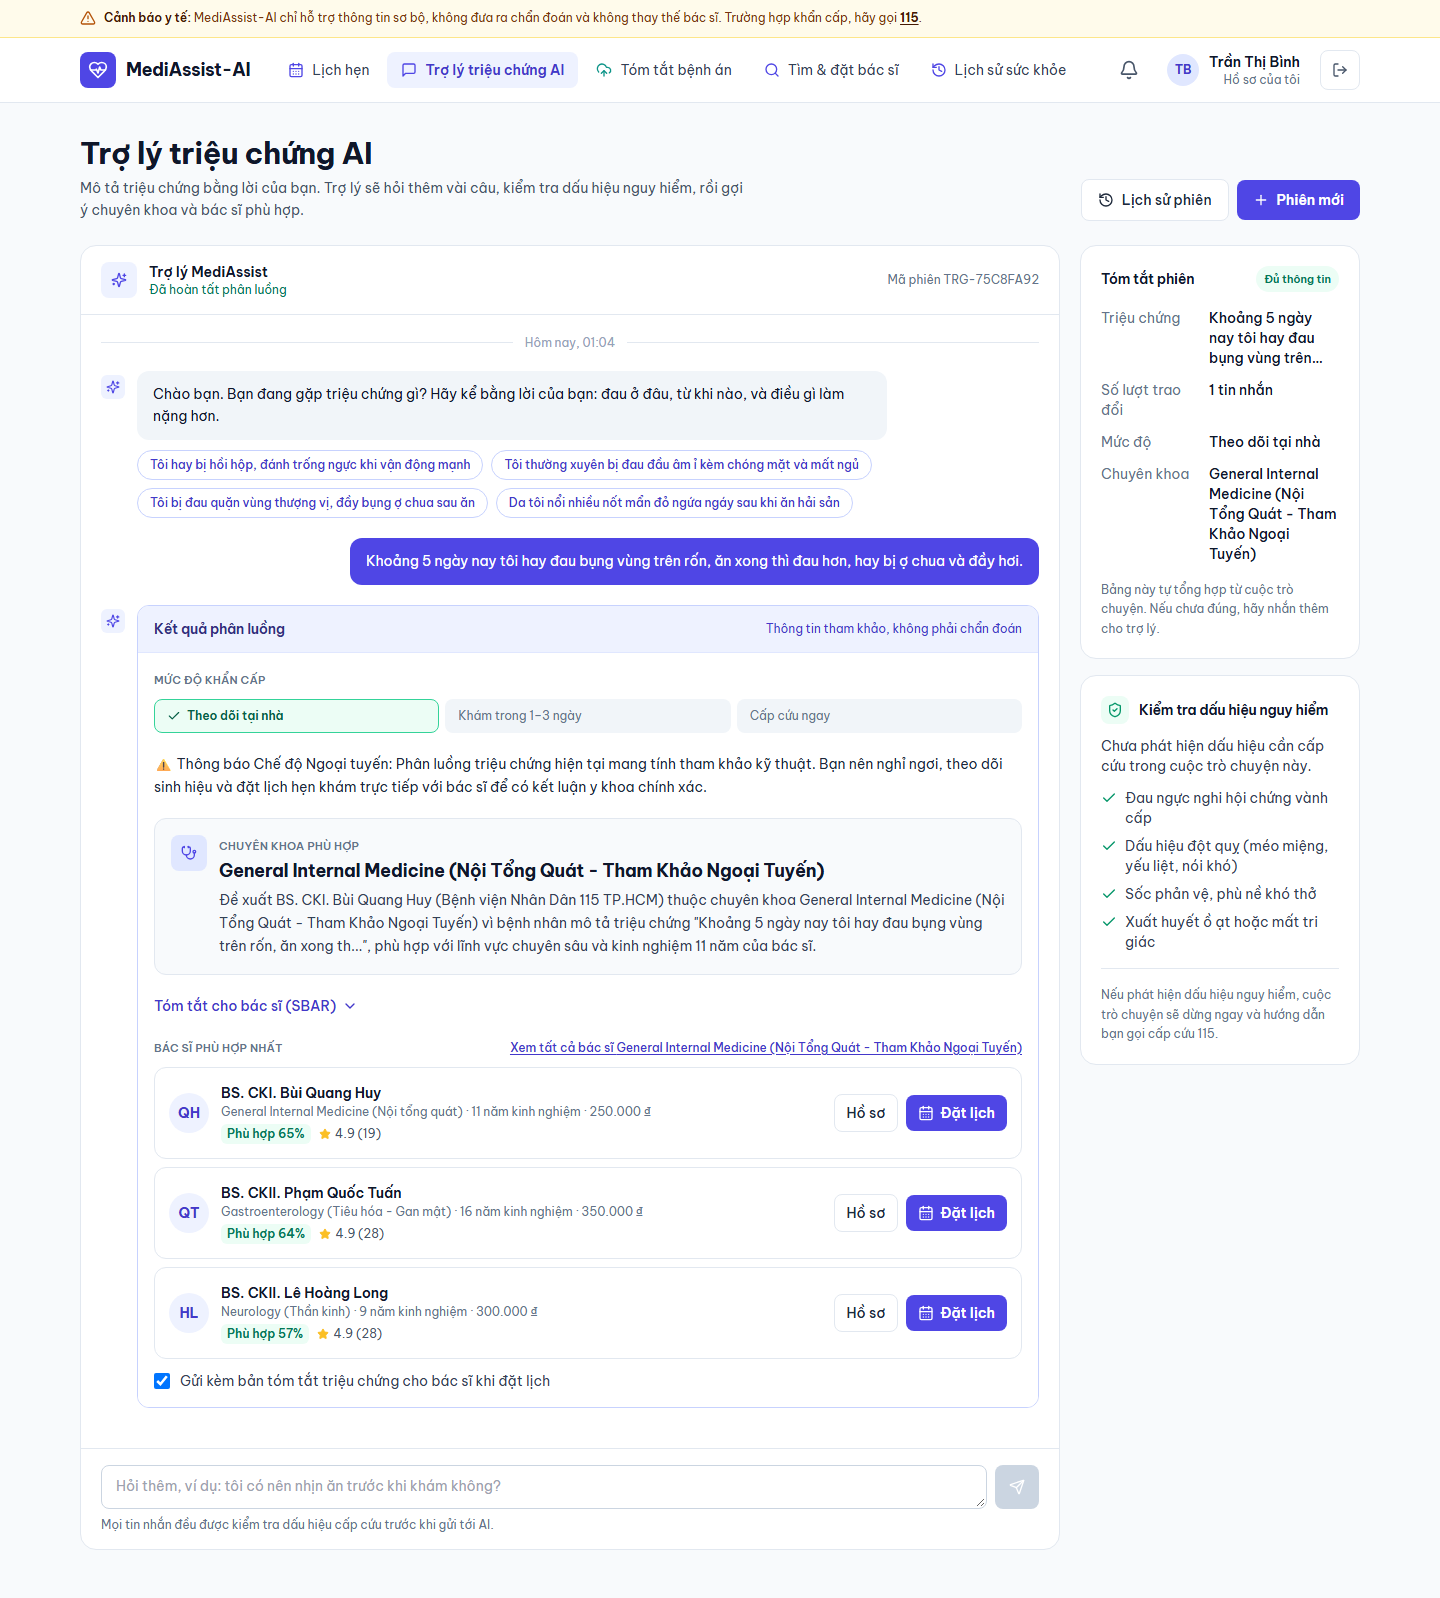 Cảnh báo y tế: MediAssist-AI chỉ hỗ trợ thông tin sơ bộ, không đưa ra chẩn đoán và không thay thế bác sĩ. Trường hợp khẩn cấp, hãy gọi 115.
MediAssist-AI
Lịch hẹn
Trợ lý triệu chứng AI
Tóm tắt bệnh án
Tìm & đặt bác sĩ
Lịch sử sức khỏe
TB
Trần Thị Bình
Hồ sơ của tôi
Trợ lý triệu chứng AI
Mô tả triệu chứng bằng lời của bạn. Trợ lý sẽ hỏi thêm vài câu, kiểm tra dấu hiệu nguy hiểm, rồi gợi
ý chuyên khoa và bác sĩ phù hợp.
Lịch sử phiên
Phiên mới
Trợ lý MediAssist
Đã hoàn tất phân luồng
Mã phiên TRG-75C8FA92
Hôm nay, 01:04
Chào bạn. Bạn đang gặp triệu chứng gì? Hãy kể bằng lời của bạn: đau ở đâu, từ khi nào, và điều gì làm
nặng hơn.
Tôi hay bị hồi hộp, đánh trống ngực khi vận động mạnh
Tôi thường xuyên bị đau đầu âm ỉ kèm chóng mặt và mất ngủ
Tôi bị đau quặn vùng thượng vị, đầy bụng ợ chua sau ăn
Da tôi nổi nhiều nốt mẩn đỏ ngứa ngáy sau khi ăn hải sản
Khoảng 5 ngày nay tôi hay đau bụng vùng trên rốn, ăn xong thì đau hơn, hay bị ợ chua và đầy hơi.
Kết quả phân luồng
Thông tin tham khảo, không phải chẩn đoán
MỨC ĐỘ KHẨN CẤP
Theo dõi tại nhà
Khám trong 1–3 ngày
Cấp cứu ngay
⚠️ Thông báo Chế độ Ngoại tuyến: Phân luồng triệu chứng hiện tại mang tính tham khảo kỹ thuật. Bạn nên nghỉ ngơi, theo dõi
sinh hiệu và đặt lịch hẹn khám trực tiếp với bác sĩ để có kết luận y khoa chính xác.
CHUYÊN KHOA PHÙ HỢP
General Internal Medicine (Nội Tổng Quát - Tham Khảo Ngoại Tuyến)
Đề xuất BS. CKI. Bùi Quang Huy (Bệnh viện Nhân Dân 115 TP.HCM) thuộc chuyên khoa General Internal Medicine (Nội
Tổng Quát - Tham Khảo Ngoại Tuyến) vì bệnh nhân mô tả triệu chứng "Khoảng 5 ngày nay tôi hay đau bụng vùng
trên rốn, ăn xong th...", phù hợp với lĩnh vực chuyên sâu và kinh nghiệm 11 năm của bác sĩ.
Tóm tắt cho bác sĩ (SBAR)
BÁC SĨ PHÙ HỢP NHẤT
Xem tất cả bác sĩ General Internal Medicine (Nội Tổng Quát - Tham Khảo Ngoại Tuyến)
QH
BS. CKI. Bùi Quang Huy
General Internal Medicine (Nội tổng quát) · 11 năm kinh nghiệm · 250.000 ₫
Phù hợp 65%
4.9 (19)
Hồ sơ
Đặt lịch
QT
BS. CKII. Phạm Quốc Tuấn
Gastroenterology (Tiêu hóa - Gan mật) · 16 năm kinh nghiệm · 350.000 ₫
Phù hợp 64%
4.9 (28)
Hồ sơ
Đặt lịch
HL
BS. CKII. Lê Hoàng Long
Neurology (Thần kinh) · 9 năm kinh nghiệm · 300.000 ₫
Phù hợp 57%
4.9 (28)
Hồ sơ
Đặt lịch
Gửi kèm bản tóm tắt triệu chứng cho bác sĩ khi đặt lịch
Hỏi thêm, ví dụ: tôi có nên nhịn ăn trước khi khám không?
Mọi tin nhắn đều được kiểm tra dấu hiệu cấp cứu trước khi gửi tới AI.
Tóm tắt phiên
Đủ thông tin
Triệu chứng
Khoảng 5 ngày
nay tôi hay đau
bụng vùng trên...
Số lượt trao
đổi
1 tin nhắn
Mức độ
Theo dõi tại nhà
Chuyên khoa
General Internal
Medicine (Nội
Tổng Quát - Tham
Khảo Ngoại
Tuyến)
Bảng này tự tổng hợp từ cuộc trò
chuyện. Nếu chưa đúng, hãy nhắn thêm
cho trợ lý.
Kiểm tra dấu hiệu nguy hiểm
Chưa phát hiện dấu hiệu cần cấp
cứu trong cuộc trò chuyện này.
Đau ngực nghi hội chứng vành
cấp
Dấu hiệu đột quỵ (méo miệng,
yếu liệt, nói khó)
Sốc phản vệ, phù nề khó thở
Xuất huyết ồ ạt hoặc mất tri
giác
Nếu phát hiện dấu hiệu nguy hiểm, cuộc
trò chuyện sẽ dừng ngay và hướng dẫn
bạn gọi cấp cứu 115.